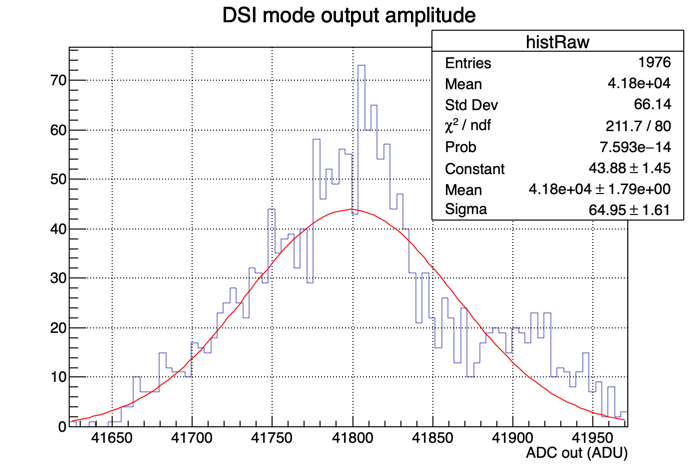 DSI mode output amplitude
histRaw
Entries 1976
Mean 4.18e+04
Std Dev 66.14
χ² / ndf 211.7 / 80
Prob 7.593e−14
Constant 43.88 ± 1.45
Mean 4.18e+04 ± 1.79e+00
Sigma 64.95 ± 1.61
70
60
50
40
30
20
10
0
41650 41700 41750 41800 41850 41900 41950
ADC out (ADU)